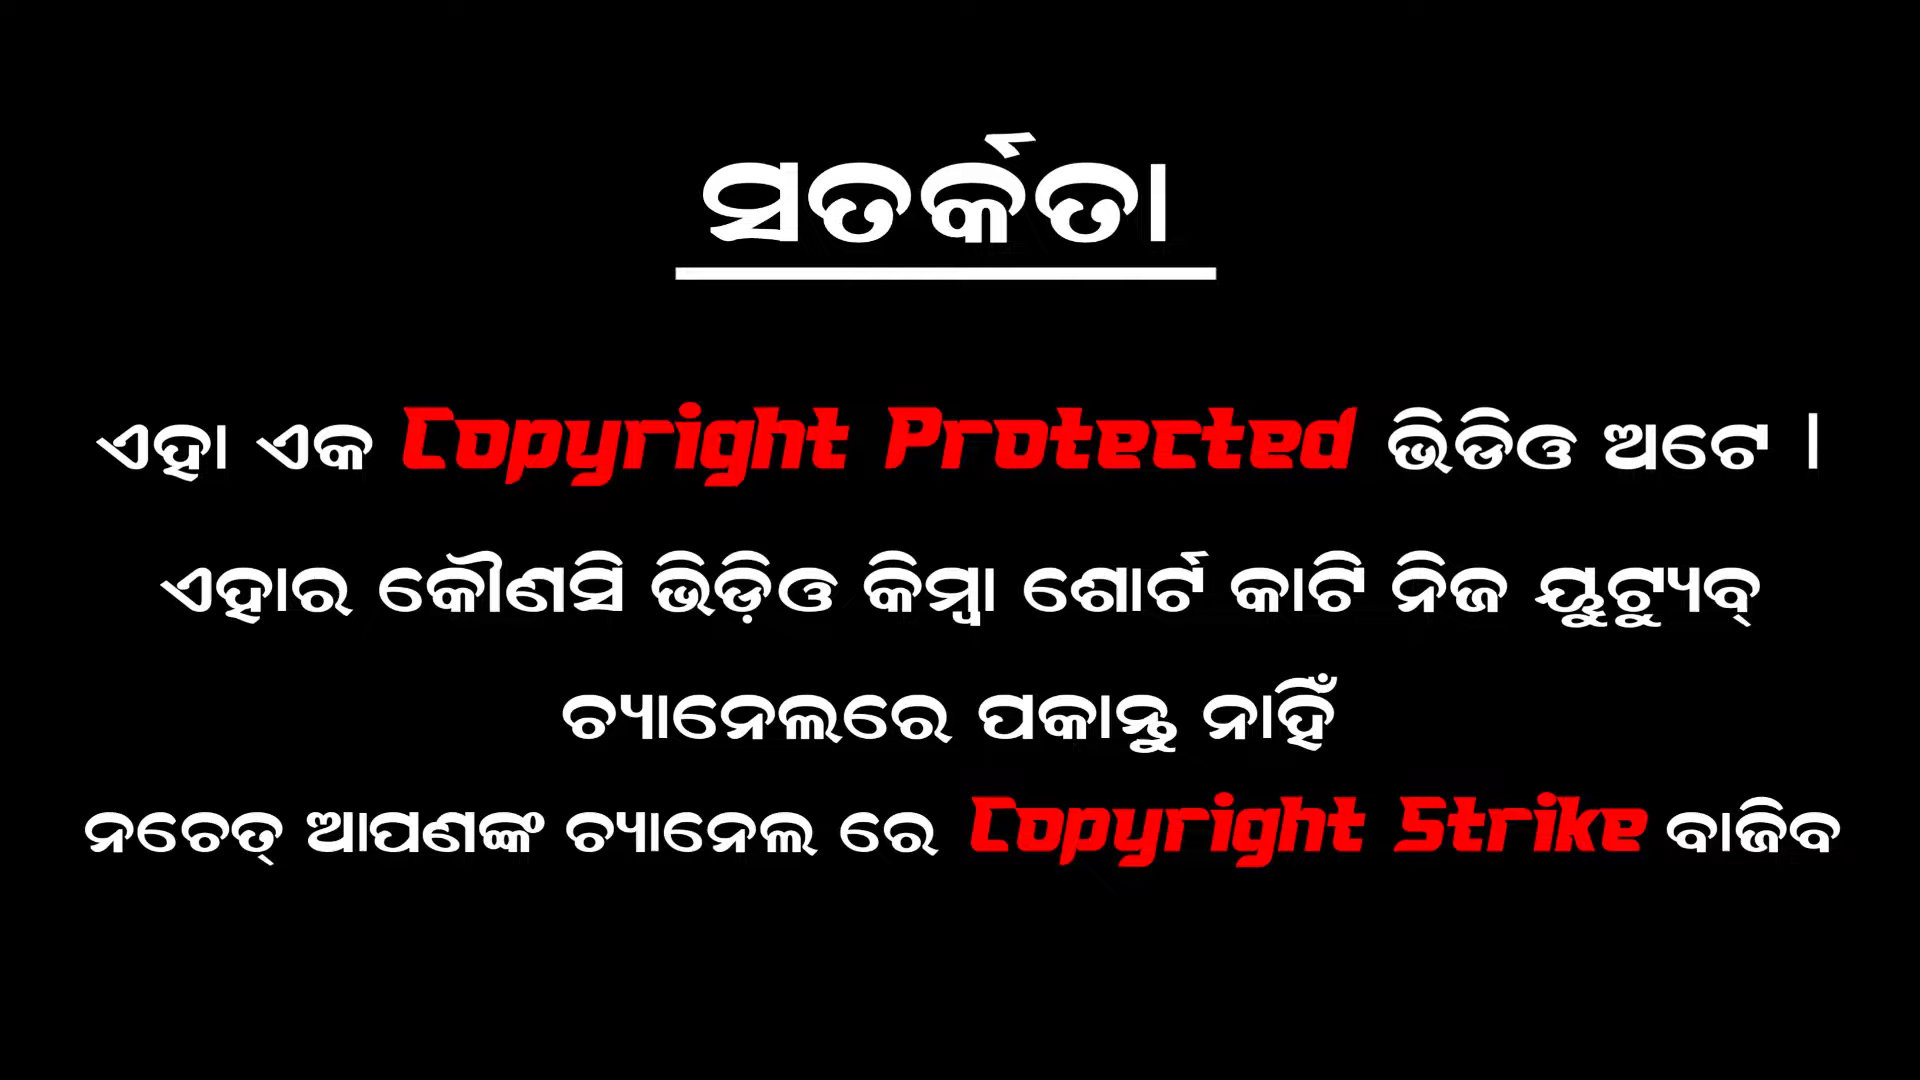 ସତର୍କତା
ଏହା ଏକ Copyright Protected ଭିଡିଓ ଅଟେ |
ଏହାର କୌଣସି ଭିଡ଼ିଓ କିମ୍ବା ଶୋର୍ଟ କାଟି ନିଜ ୟୁଟ୍ୟୁବ୍
ଚ୍ୟାନେଲରେ ପକାନ୍ତୁ ନାହିଁ
ନଚେତ୍ ଆପଣଙ୍କ ଚ୍ୟାନେଲ ରେ Copyright Strike ବାଜିବ